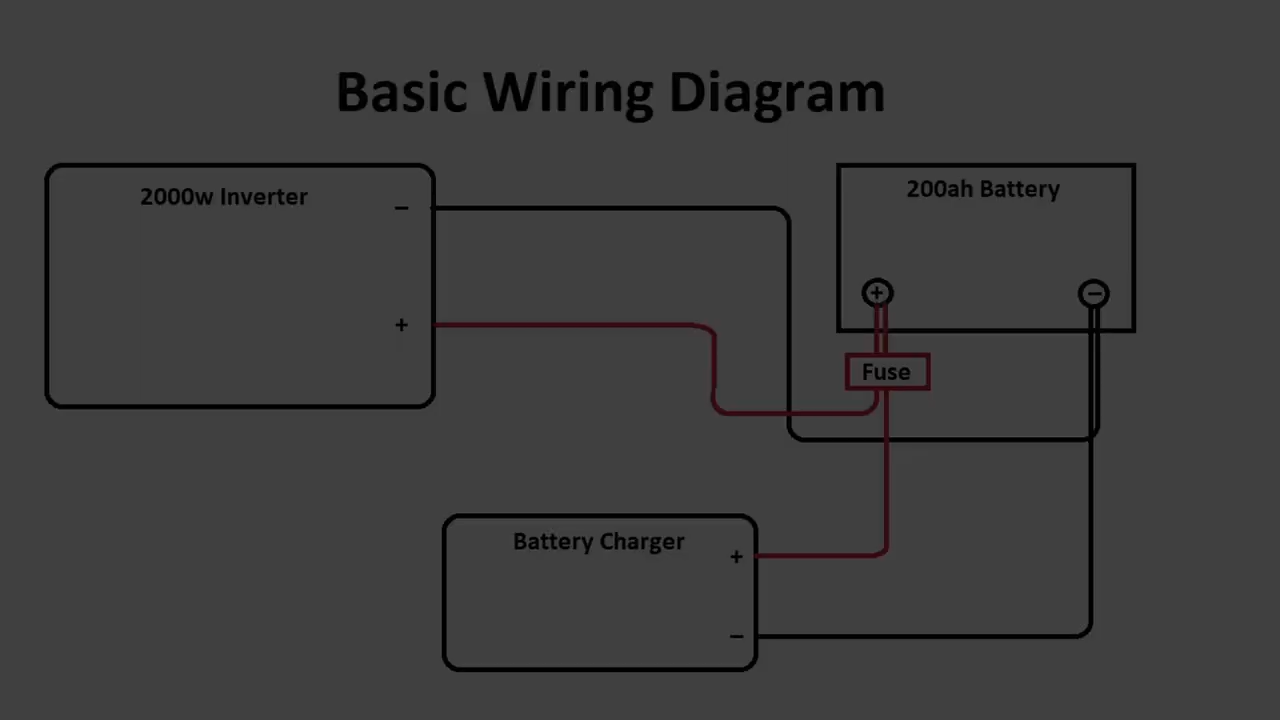 Basic Wiring Diagram
2000w Inverter
−
+
200ah Battery
+
−
Fuse
Battery Charger
+
−